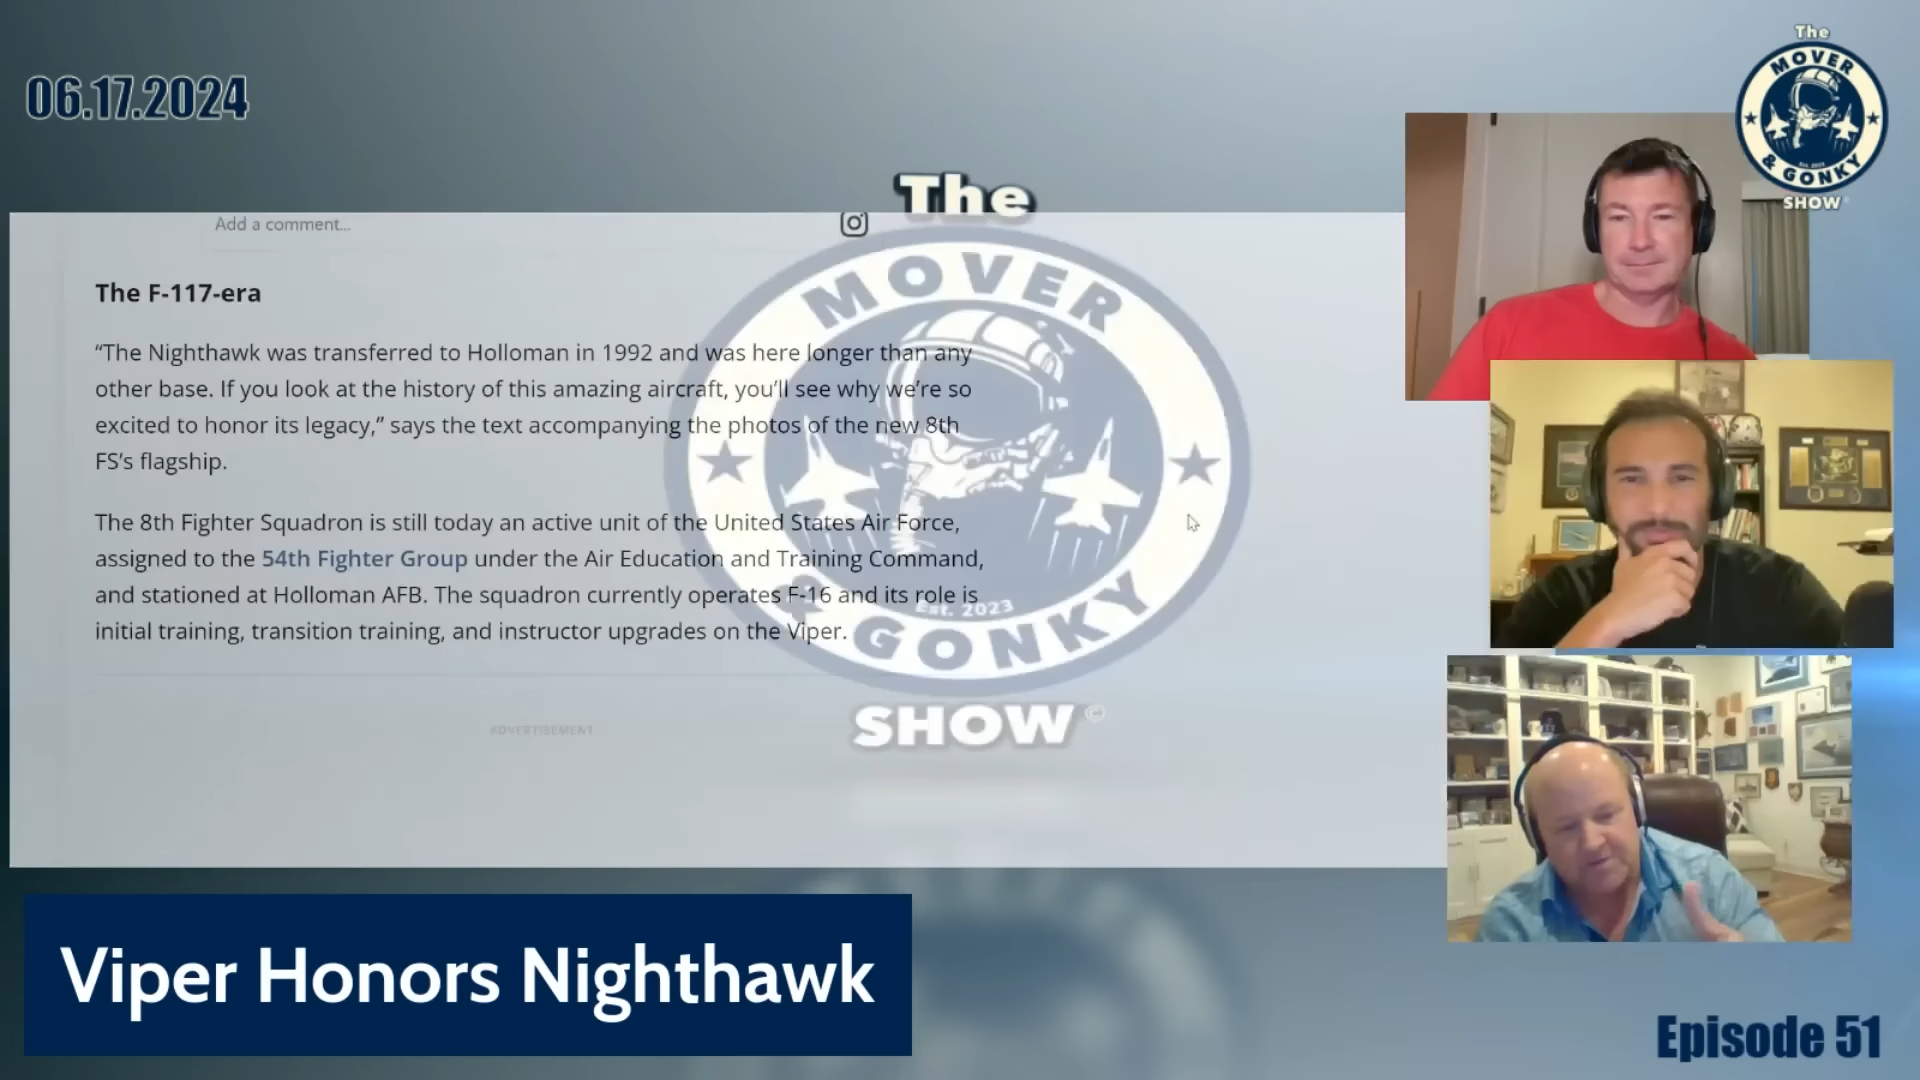 06.17.2024
The
MOVER
& GONKY
Est. 2023
SHOW
Add a comment...
The
MOVER
& GONKY
Est. 2023
SHOW©
The F-117-era
“The Nighthawk was transferred to Holloman in 1992 and was here longer than any
other base. If you look at the history of this amazing aircraft, you’ll see why we’re so
excited to honor its legacy,” says the text accompanying the photos of the new 8th
FS’s flagship.
The 8th Fighter Squadron is still today an active unit of the United States Air Force,
assigned to the 54th Fighter Group under the Air Education and Training Command,
and stationed at Holloman AFB. The squadron currently operates F-16 and its role is
initial training, transition training, and instructor upgrades on the Viper.
ADVERTISEMENT
Viper Honors Nighthawk
Episode 51